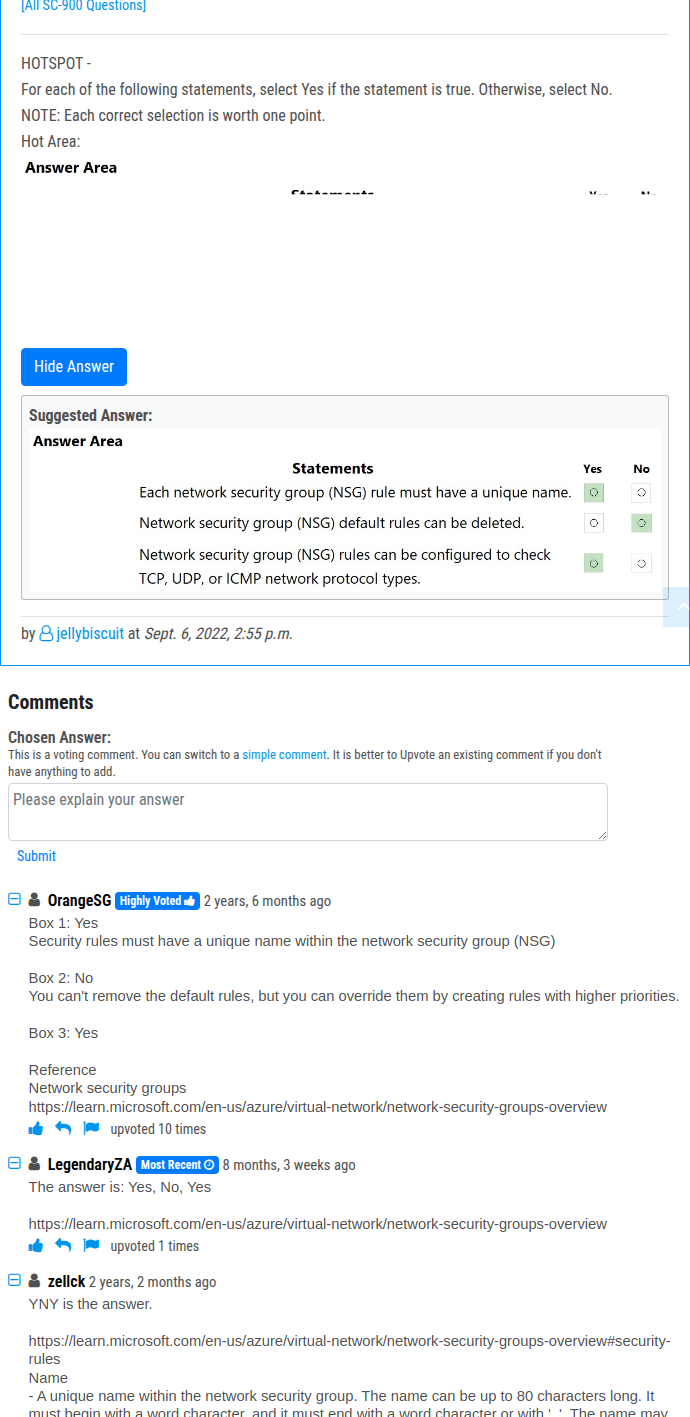 [All SC-900 Questions]
HOTSPOT -
For each of the following statements, select Yes if the statement is true. Otherwise, select No.
NOTE: Each correct selection is worth one point.
Hot Area:
Answer Area
Statements Yes No
Hide Answer
Suggested Answer:
Answer Area
Statements Yes No
Each network security group (NSG) rule must have a unique name.
Network security group (NSG) default rules can be deleted.
Network security group (NSG) rules can be configured to check
TCP, UDP, or ICMP network protocol types.
by jellybiscuit at Sept. 6, 2022, 2:55 p.m.
Comments
Chosen Answer:
This is a voting comment. You can switch to a simple comment. It is better to Upvote an existing comment if you don't
have anything to add.
Please explain your answer
Submit
OrangeSG Highly Voted 2 years, 6 months ago
Box 1: Yes
Security rules must have a unique name within the network security group (NSG)
Box 2: No
You can't remove the default rules, but you can override them by creating rules with higher priorities.
Box 3: Yes
Reference
Network security groups
https://learn.microsoft.com/en-us/azure/virtual-network/network-security-groups-overview
upvoted 10 times
LegendaryZA Most Recent 8 months, 3 weeks ago
The answer is: Yes, No, Yes
https://learn.microsoft.com/en-us/azure/virtual-network/network-security-groups-overview
upvoted 1 times
zellck 2 years, 2 months ago
YNY is the answer.
https://learn.microsoft.com/en-us/azure/virtual-network/network-security-groups-overview#security-
rules
Name
- A unique name within the network security group. The name can be up to 80 characters long. It
must begin with a word character, and it must end with a word character or with '_'. The name may